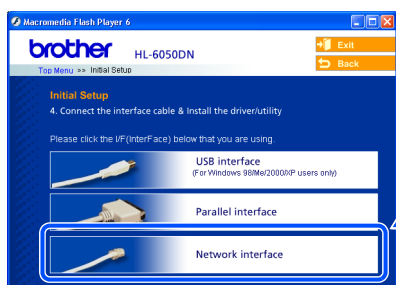 Macromedia Flash Player 6
brother HL-6050DN
Exit
Back
Top Menu >> Initial Setup
Initial Setup
4. Connect the interface cable & Install the driver/utility
Please click the I/F(InterFace) below that you are using.
USB interface
(For Windows 98/Me/2000/XP users only)
Parallel interface
Network interface